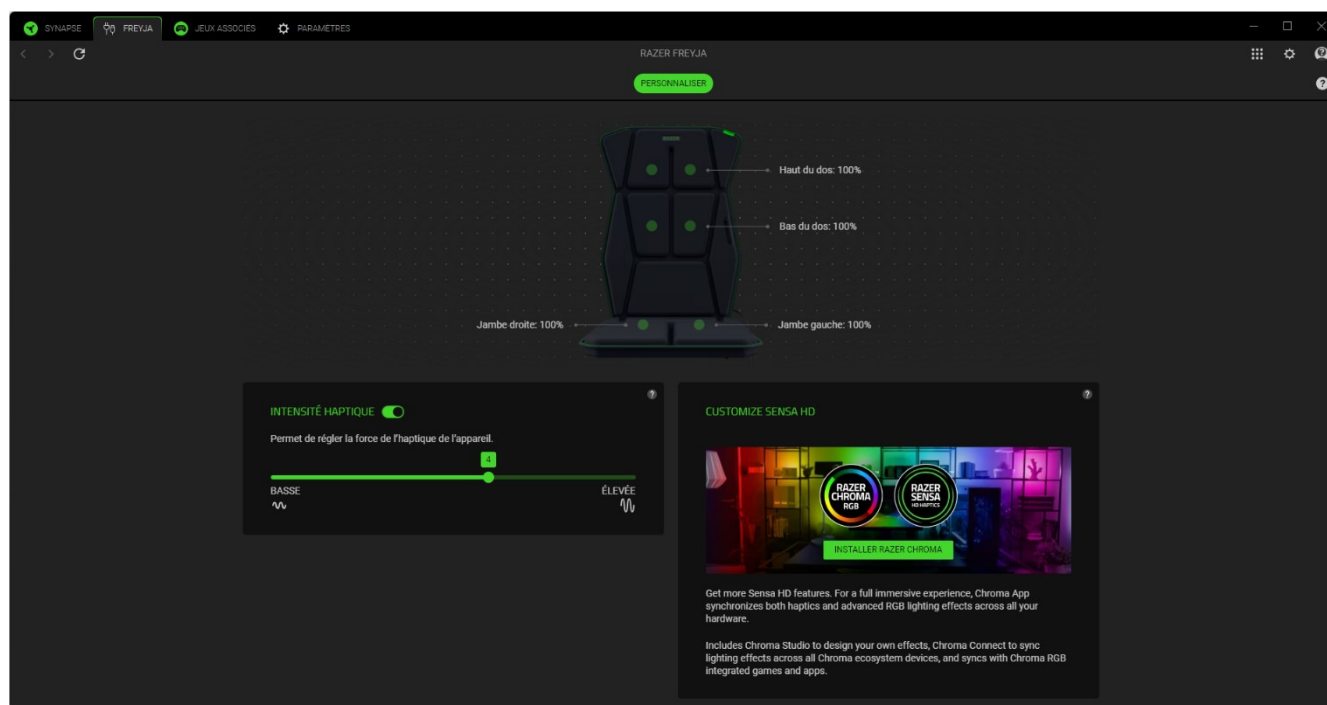 SYNAPSE FREYJA JEUX ASSOCIÉS PARAMÈTRES
RAZER FREYJA
PERSONNALISER
Haut du dos: 100%
Bas du dos: 100%
Jambe droite: 100%
Jambe gauche: 100%
INTENSITÉ HAPTIQUE
Permet de régler la force de l'haptique de l'appareil.
4
BASSE ÉLEVÉE
CUSTOMIZE SENSA HD
RAZER
CHROMA
RGB
RAZER
SENSA
HD HAPTICS
INSTALLER RAZER CHROMA
Get more Sensa HD features. For a full immersive experience, Chroma App
synchronizes both haptics and advanced RGB lighting effects across all your
hardware.
Includes Chroma Studio to design your own effects, Chroma Connect to sync
lighting effects across all Chroma ecosystem devices, and syncs with Chroma RGB
integrated games and apps.